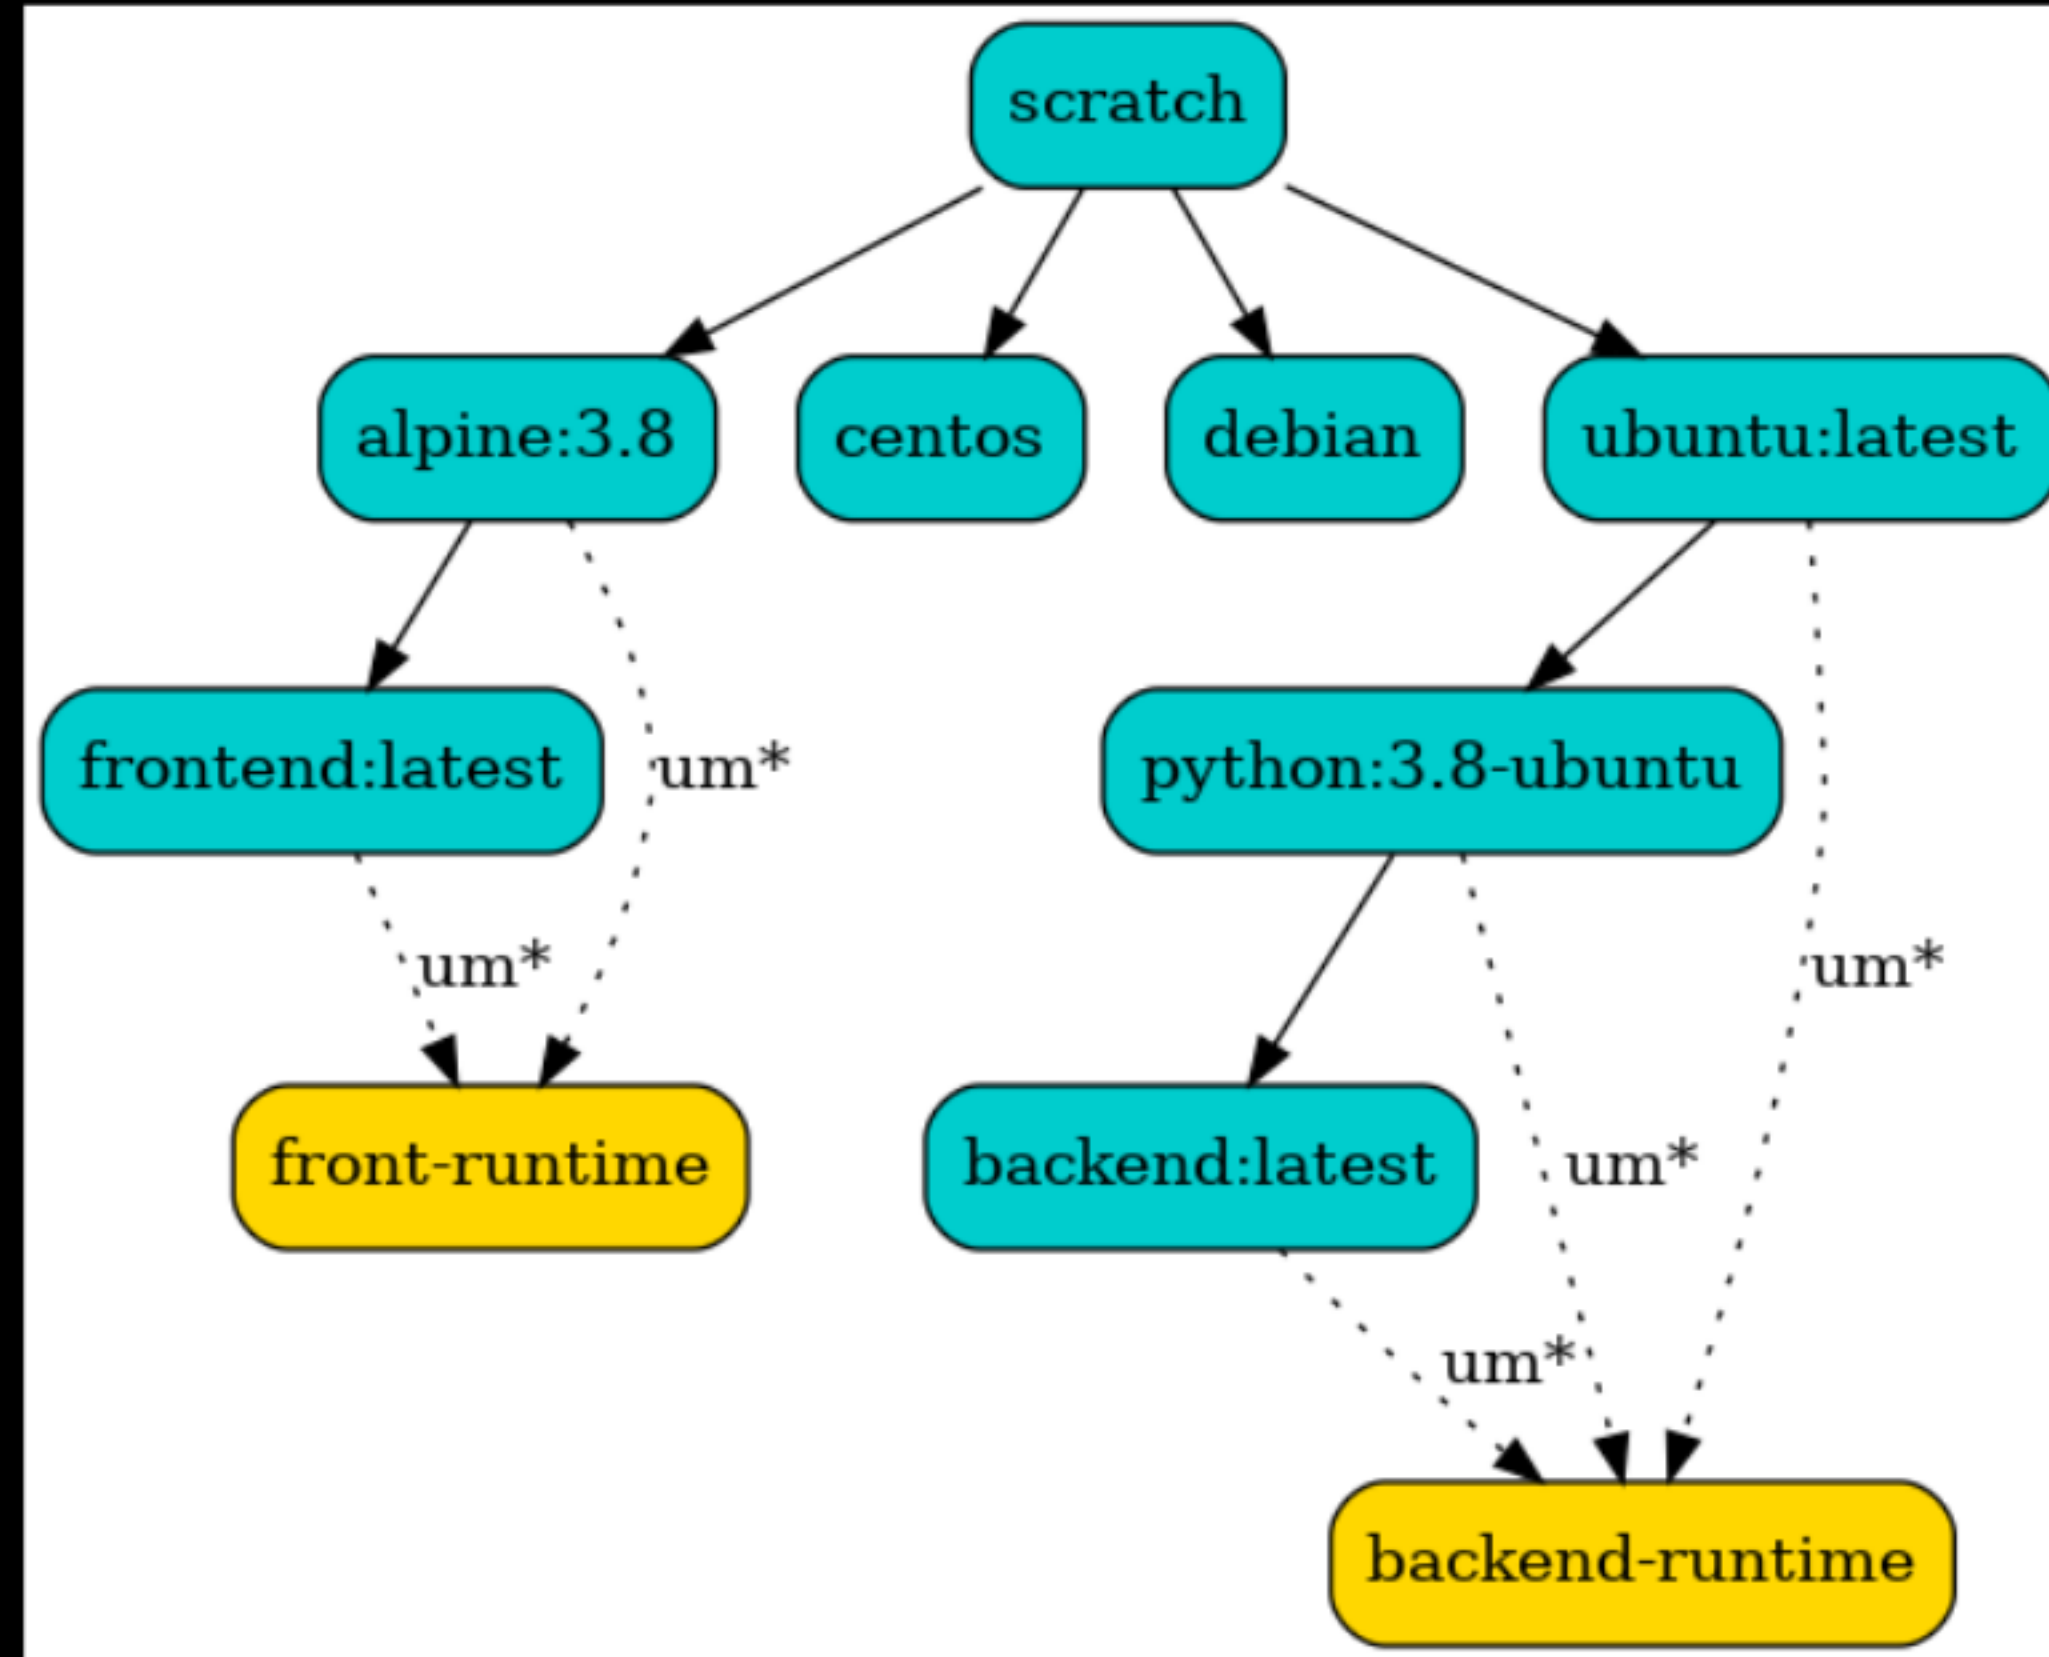 scratch
alpine:3.8
centos
debian
ubuntu:latest
frontend:latest
um*
python:3.8-ubuntu
um*
um*
front-runtime
backend:latest
um*
um*
backend-runtime